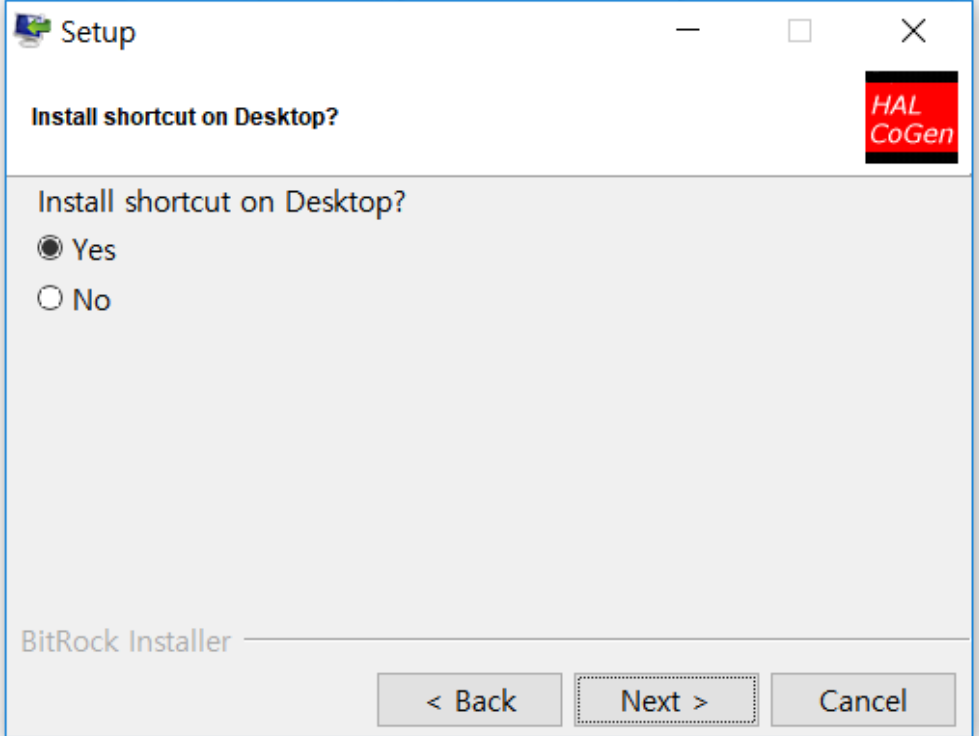 Setup
Install shortcut on Desktop?
HAL
CoGen
Install shortcut on Desktop?
Yes
No
BitRock Installer
< Back
Next >
Cancel